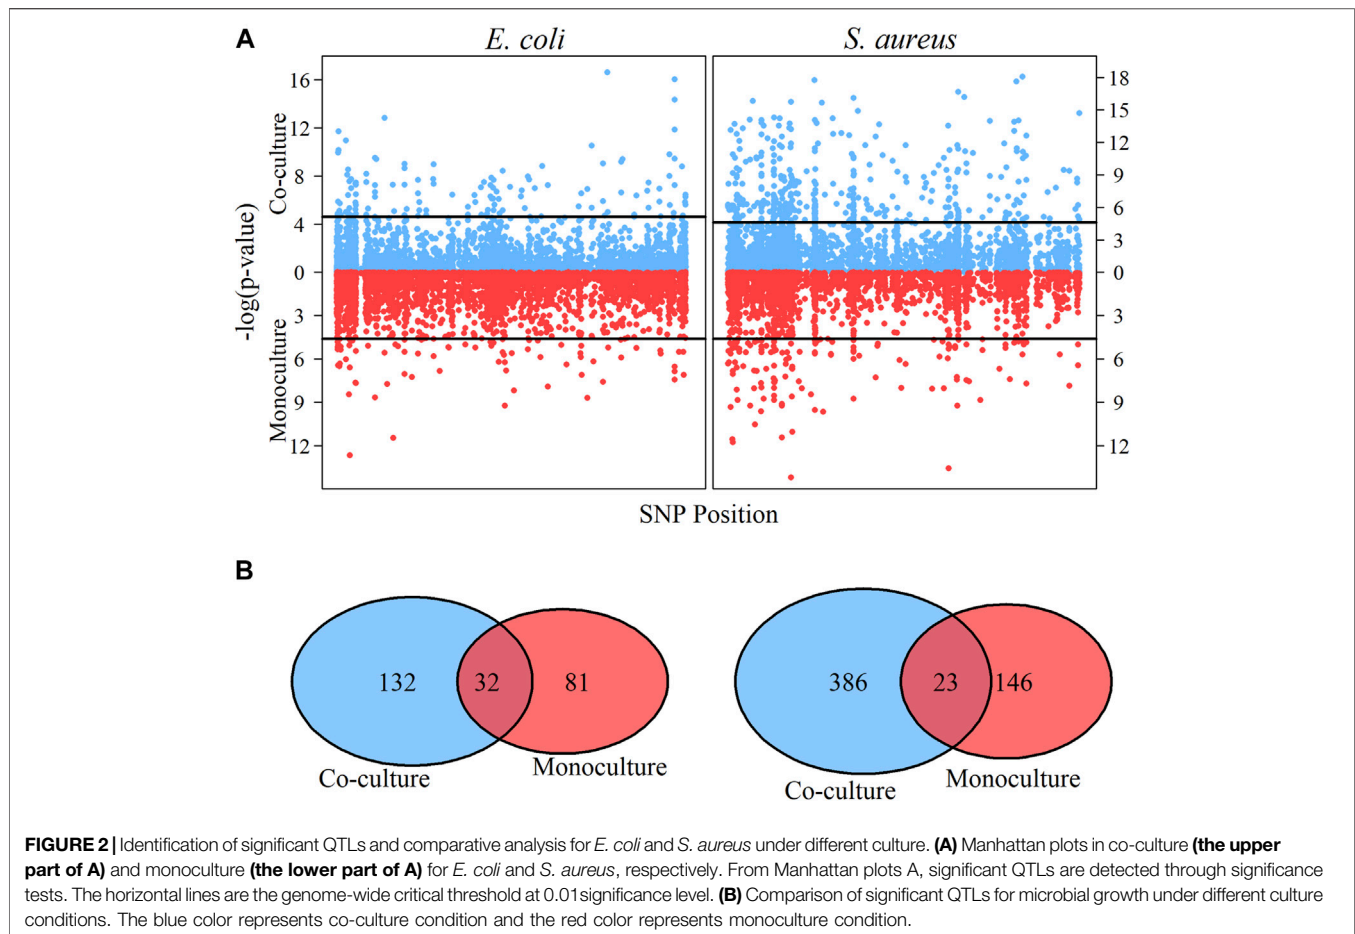 A
E. coli
S. aureus
16
12
8
4
0
3
6
9
12
18
15
12
9
6
3
0
3
6
9
12
Co-culture
Monoculture
-log(p-value)
SNP Position
B
132
32
81
Co-culture
Monoculture
386
23
146
Co-culture
Monoculture
FIGURE 2 | Identification of significant QTLs and comparative analysis for E. coli and S. aureus under different culture. (A) Manhattan plots in co-culture (the upper
part of A) and monoculture (the lower part of A) for E. coli and S. aureus, respectively. From Manhattan plots A, significant QTLs are detected through significance
tests. The horizontal lines are the genome-wide critical threshold at 0.01significance level. (B) Comparison of significant QTLs for microbial growth under different culture
conditions. The blue color represents co-culture condition and the red color represents monoculture condition.